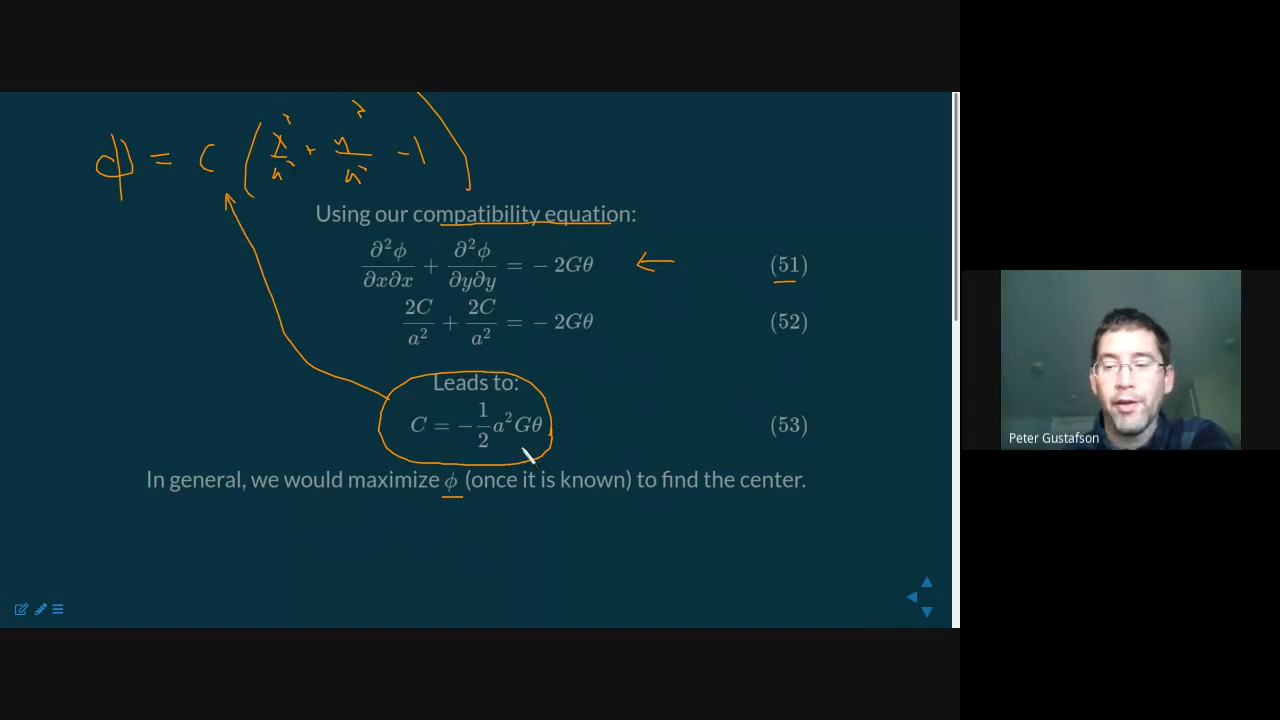 ϕ = C (x²/a² + y²/a² - 1)
Using our compatibility equation:
∂²ϕ/∂x∂x + ∂²ϕ/∂y∂y = - 2Gθ (51)
2C/a² + 2C/a² = - 2Gθ (52)
Leads to:
C = -1/2 a²Gθ (53)
In general, we would maximize ϕ (once it is known) to find the center.
Peter Gustafson